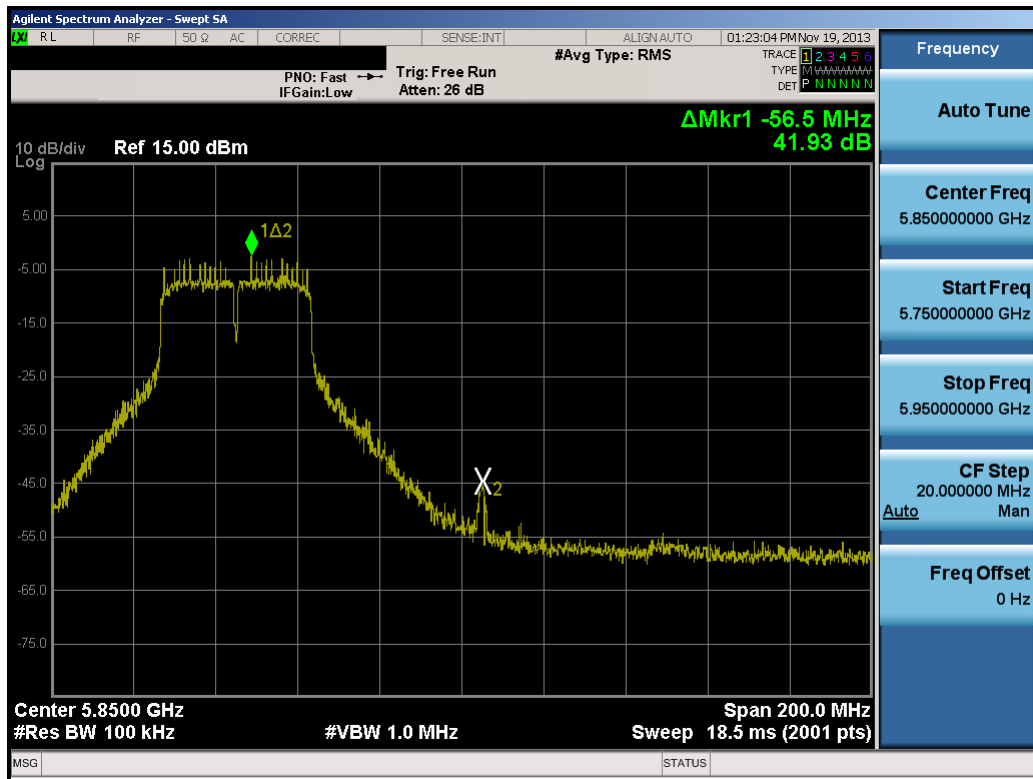 Agilent Spectrum Analyzer - Swept SA
LXI RL RF 50 Ω AC CORREC SENSE:INT ALIGN AUTO 01:23:04 PM Nov 19, 2013
Frequency
#Avg Type: RMS
TRACE 1 2 3 4 5 6
PNO: Fast Trig: Free Run
TYPE M W W W W W
IFGain:Low Atten: 26 dB
DET P N N N N N
Auto Tune
ΔMkr1 -56.5 MHz
41.93 dB
10 dB/div Ref 15.00 dBm
Log
5.00
-5.00
-15.0
-25.0
-35.0
-45.0
-55.0
-65.0
-75.0
1Δ2
X2
Center Freq
5.850000000 GHz
Start Freq
5.750000000 GHz
Stop Freq
5.950000000 GHz
CF Step
20.000000 MHz
Auto Man
Freq Offset
0 Hz
Center 5.8500 GHz Span 200.0 MHz
#Res BW 100 kHz #VBW 1.0 MHz Sweep 18.5 ms (2001 pts)
MSG STATUS